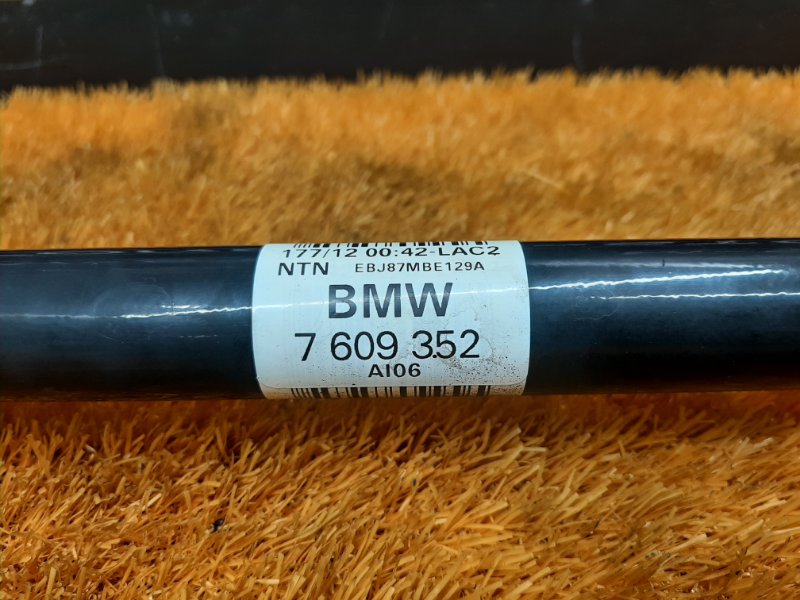 177/12 00:42-LAC2
NTN EBJ87MBE129A
BMW
7 609 352
AI06